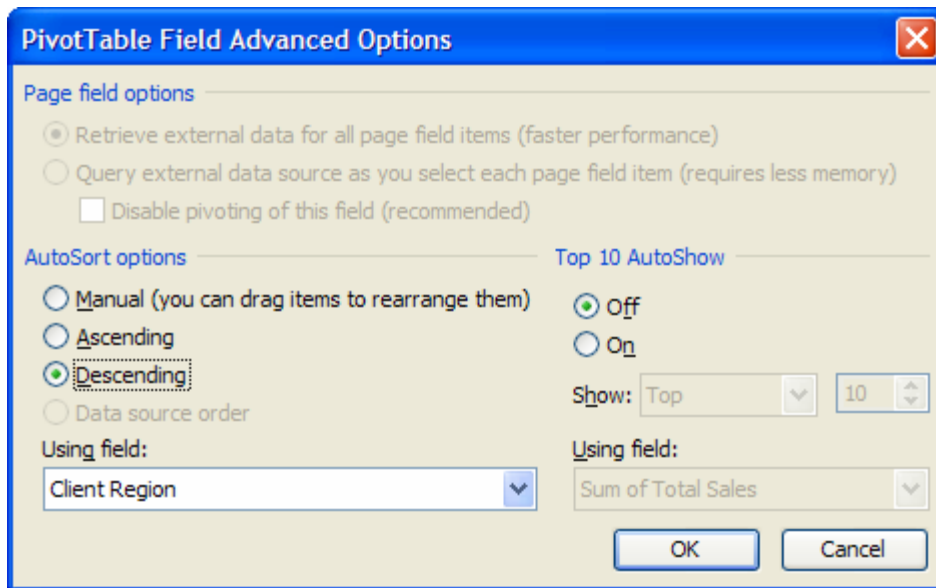 PivotTable Field Advanced Options
Page field options
Retrieve external data for all page field items (faster performance)
Query external data source as you select each page field item (requires less memory)
Disable pivoting of this field (recommended)
AutoSort options
Manual (you can drag items to rearrange them)
Ascending
Descending
Data source order
Using field:
Client Region
Top 10 AutoShow
Off
On
Show: Top 10
Using field:
Sum of Total Sales
OK Cancel